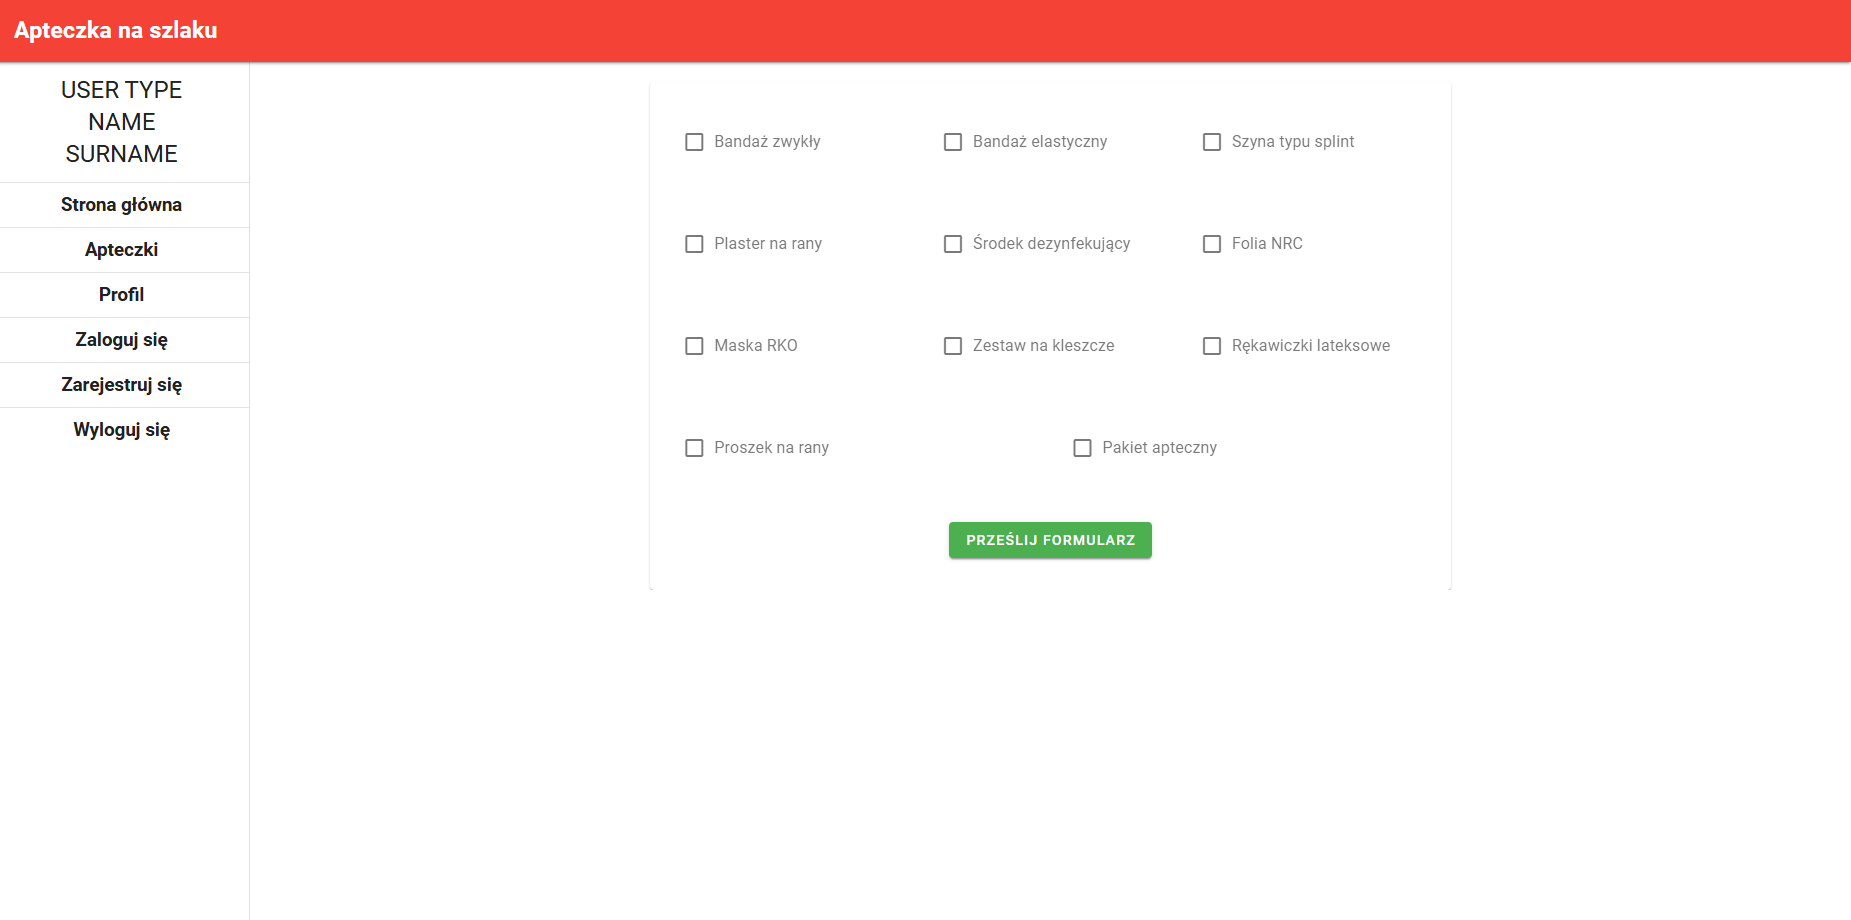 Apteczka na szlaku
USER TYPE
NAME
SURNAME
Strona główna
Apteczki
Profil
Zaloguj się
Zarejestruj się
Wyloguj się
Bandaż zwykły
Bandaż elastyczny
Szyna typu splint
Plaster na rany
Środek dezynfekujący
Folia NRC
Maska RKO
Zestaw na kleszcze
Rękawiczki lateksowe
Proszek na rany
Pakiet apteczny
PRZEŚLIJ FORMULARZ